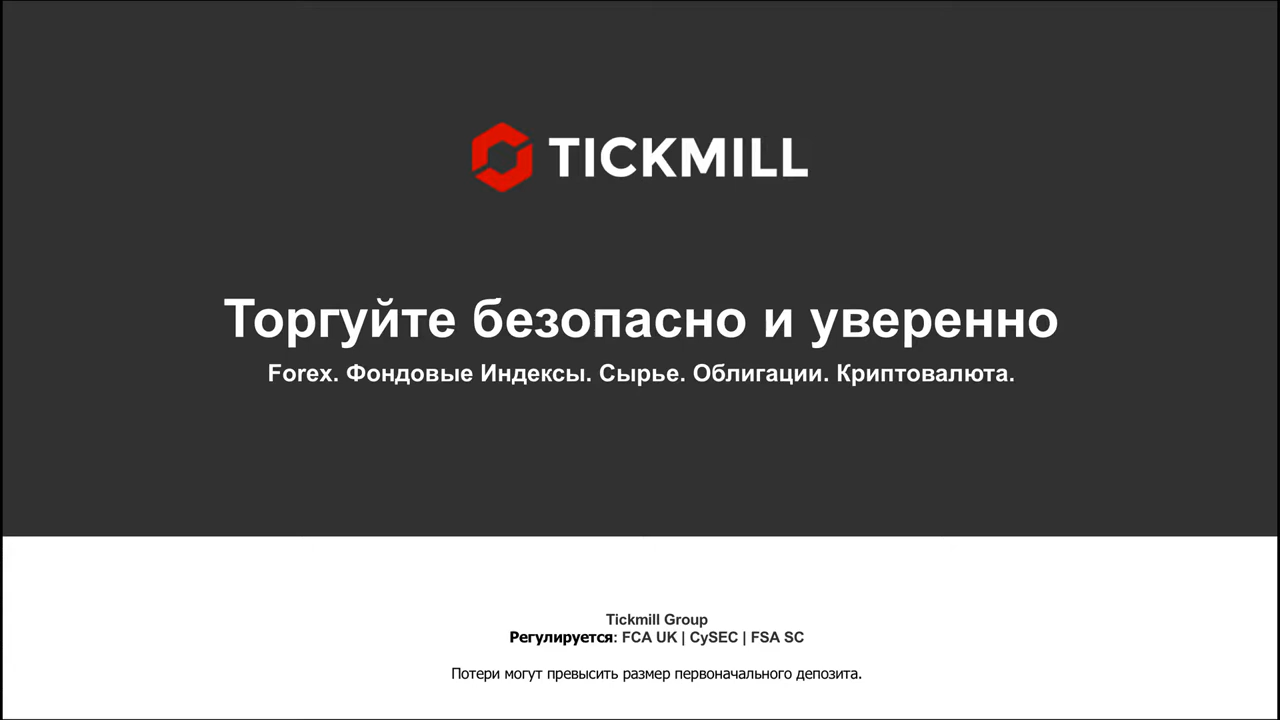 TICKMILL
Торгуйте безопасно и уверенно
Forex. Фондовые Индексы. Сырье. Облигации. Криптовалюта.
Tickmill Group
Регулируется: FCA UK | CySEC | FSA SC
Потери могут превысить размер первоначального депозита.